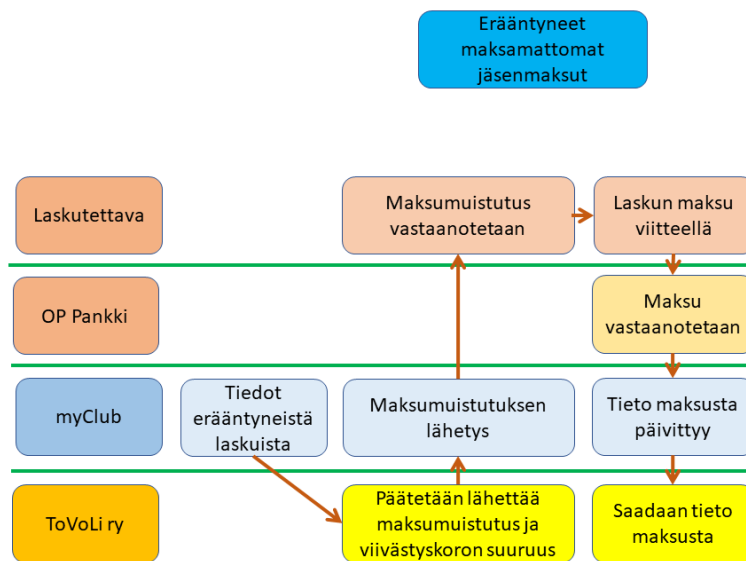 Erääntyneet
maksamattomat
jäsenmaksut
Laskutettava
Maksumuistutus
vastaanotetaan
Laskun maksu
viitteellä
OP Pankki
Maksu
vastaanotetaan
myClub
Tiedot
erääntyneistä
laskuista
Maksumuistutuksen
lähetys
Tieto maksusta
päivittyy
ToVoLi ry
Päätetään lähettää
maksumuistutus ja
viivästyskoron suuruus
Saadaan tieto
maksusta